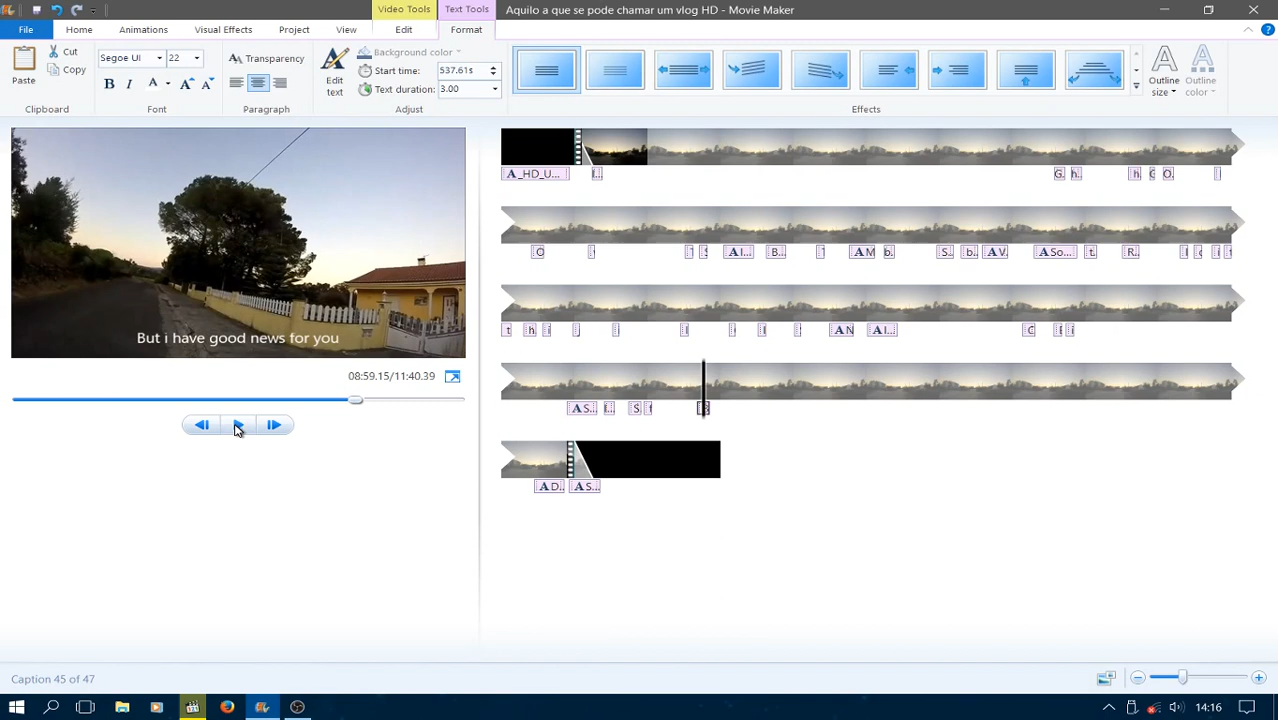 Video Tools
Text Tools
Aquilo a que se pode chamar um vlog HD - Movie Maker
File
Home
Animations
Visual Effects
Project
View
Edit
Format
Paste
Cut
Copy
Clipboard
Segoe UI
22
B I A A A
Font
Transparency
Paragraph
Edit
text
Background color
Start time:
537.61s
Text duration:
3.00
Adjust
Effects
Outline
size
Outline
color
But i have good news for you
08:59.15/11:40.39
A _HD_U...
G.
h..
O.
O
A I...
B...
A M
b.
S..
b..
A V.
A So...
t.
R..
t
h
i
A N
A I...
A S...
S
A D..
A S...
Caption 45 of 47
14:16